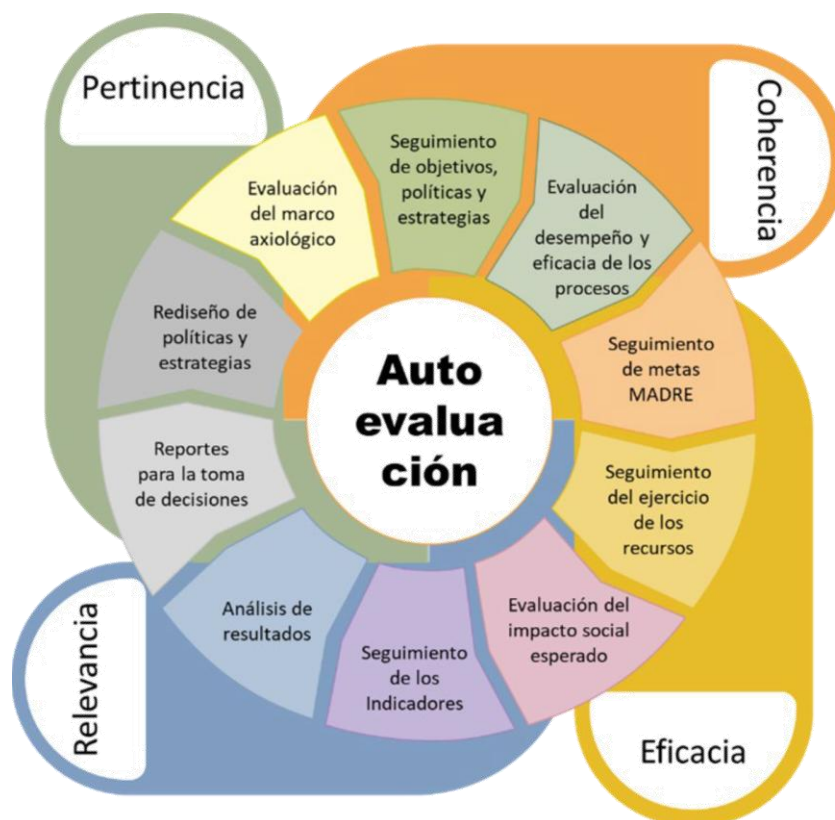 Pertinencia
Coherencia
Evaluación
del marco
axiológico
Seguimiento
de objetivos,
políticas y
estrategias
Evaluación
del
desempeño y
eficacia de los
procesos
Seguimiento
de metas
MADRE
Seguimiento
del ejercicio
de los
recursos
Evaluación del
impacto social
esperado
Seguimiento
de los
Indicadores
Análisis de
resultados
Reportes
para la toma
de decisiones
Rediseño de
políticas y
estrategias
Auto
evalua
ción
Relevancia
Eficacia